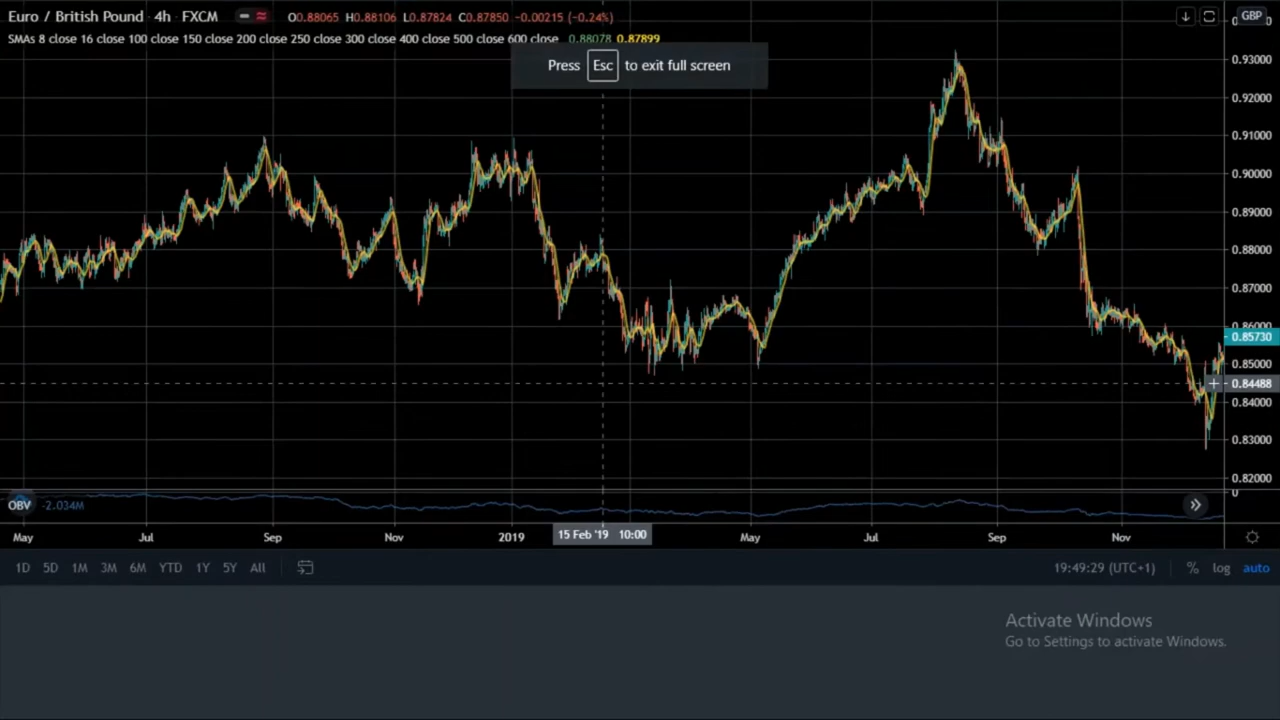 Euro / British Pound 4h FXCM O0.88065 H0.88106 L0.87824 C0.87850 -0.00215 (-0.24%)
GBP
SMAs 8 close 16 close 100 close 150 close 200 close 250 close 300 close 400 close 500 close 600 close 0.88078 0.87899
Press Esc to exit full screen
0.93000
0.92000
0.91000
0.90000
0.89000
0.88000
0.87000
0.86000
0.85730
0.85000
0.84488
0.84000
0.83000
0.82000
0
OBV -2.034M
May Jul Sep Nov 2019 15 Feb '19 10:00 May Jul Sep Nov
1D 5D 1M 3M 6M YTD 1Y 5Y All 19:49:29 (UTC+1) % log auto
Activate Windows
Go to Settings to activate Windows.